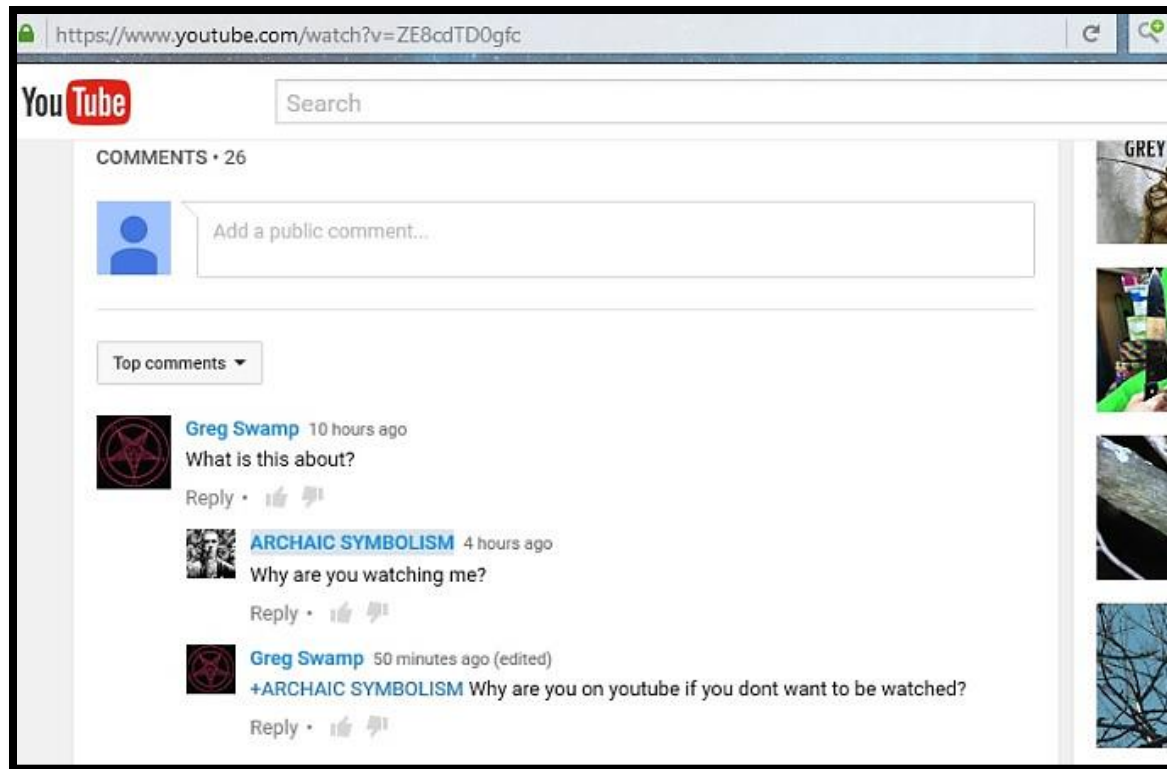 https://www.youtube.com/watch?v=ZE8cdTD0gfc
YouTube
Search
COMMENTS • 26
GREY
Add a public comment...
Top comments
Greg Swamp 10 hours ago
What is this about?
Reply •
ARCHAIC SYMBOLISM 4 hours ago
Why are you watching me?
Reply •
Greg Swamp 50 minutes ago (edited)
+ARCHAIC SYMBOLISM Why are you on youtube if you dont want to be watched?
Reply •